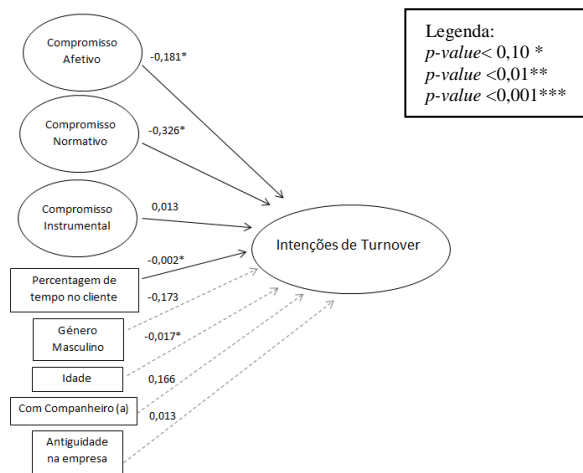 Compromisso
Afetivo
-0,181*
Legenda:
p-value< 0,10 *
p-value <0,01**
p-value <0,001***
Compromisso
Normativo
-0,326*
Compromisso
Instrumental
0,013
Intenções de Turnover
-0,002*
Percentagem de
tempo no cliente
-0,173
Género
Masculino
-0,017*
Idade
0,166
Com Companheiro (a)
0,013
Antiguidade
na empresa